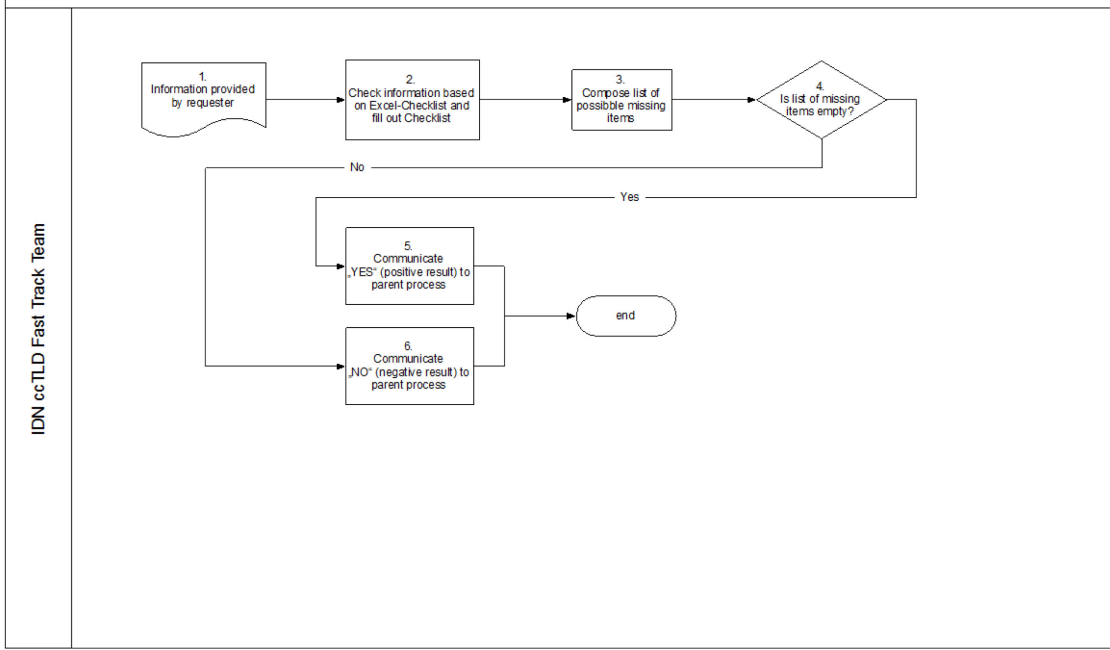 IDN ccTLD Fast Track Team
1.
Information provided
by requester
2.
Check information based
on Excel-Checklist and
fill out Checklist
3.
Compose list of
possibble missing
items
4.
Is list of missing
items empty?
No
Yes
5.
Communicate
„YES“ (positive result) to
parent process
end
6.
Communicate
„NO“ (negative result) to
parent process